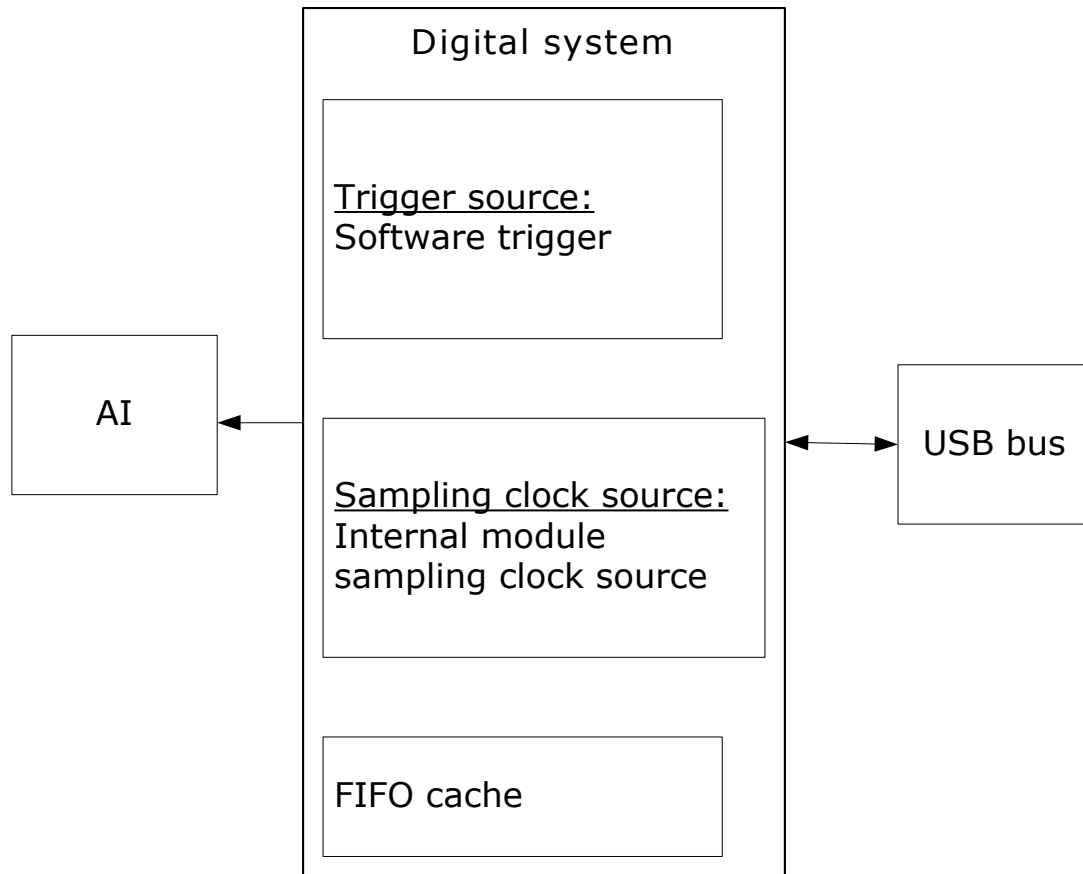 Digital system
Trigger source:
Software trigger
AI
Sampling clock source:
Internal module
sampling clock source
USB bus
FIFO cache